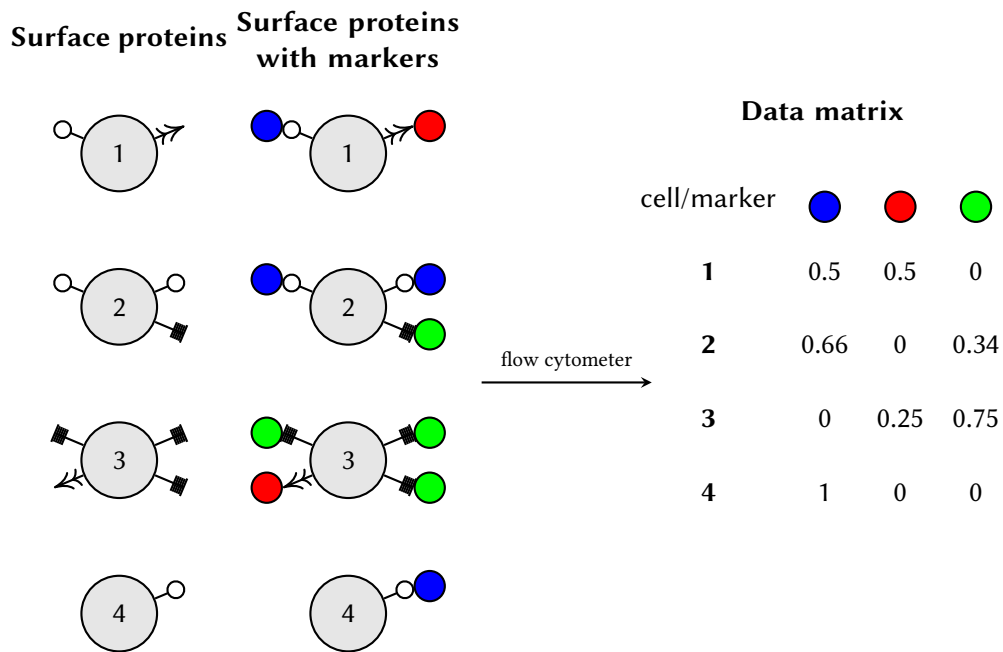 Surface proteins
Surface proteins
with markers
1
1
2
2
3
3
4
4
flow cytometer
Data matrix
cell/marker
1 0.5 0.5 0
2 0.66 0 0.34
3 0 0.25 0.75
4 1 0 0